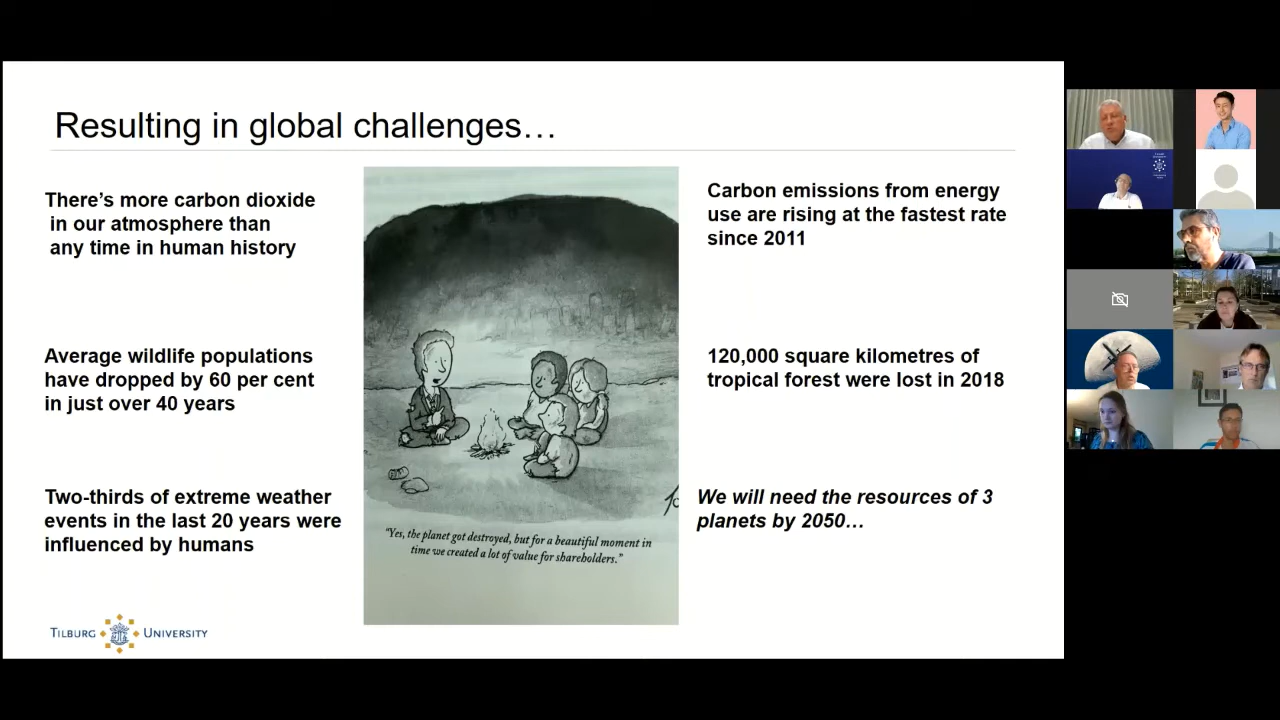 Resulting in global challenges…
There’s more carbon dioxide
in our atmosphere than
any time in human history
Average wildlife populations
have dropped by 60 per cent
in just over 40 years
Two-thirds of extreme weather
events in the last 20 years were
influenced by humans
"Yes, the planet got destroyed, but for a beautiful moment in
time we created a lot of value for shareholders."
Carbon emissions from energy
use are rising at the fastest rate
since 2011
120,000 square kilometres of
tropical forest were lost in 2018
We will need the resources of 3
planets by 2050…
TILBURG UNIVERSITY